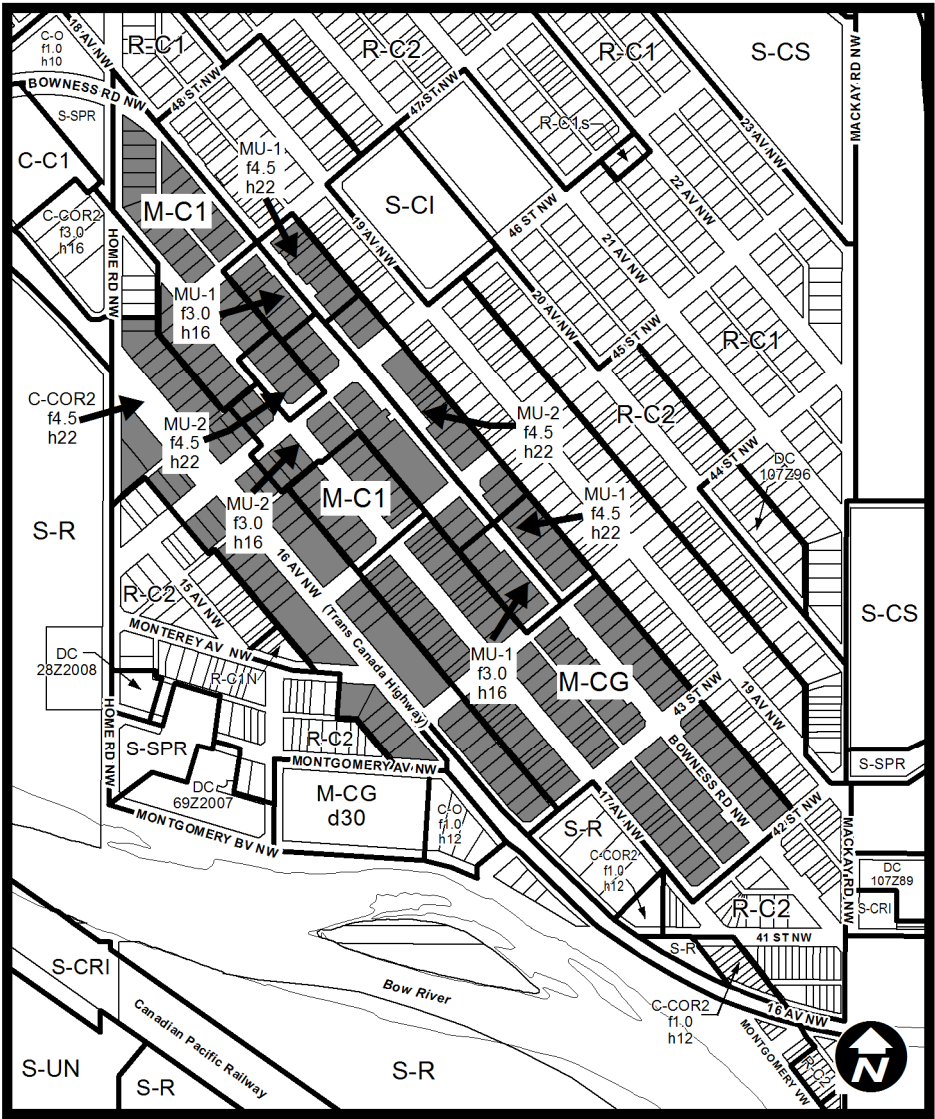 18 AV NW
C-O
f1.0
h10
R-C1
R-C2
R-C1
S-CS
MACKAY RD NW
BOWNESS RD NW
48 ST NW
47 ST NW
S-SPR
R-C1s
23 AV NW
C-C1
MU-1
f4.5
h22
S-CI
22 AV NW
M-C1
46 ST NW
C-COR2
f3.0
h16
HOME RD NW
19 AV NW
21 AV NW
MU-1
f3.0
h16
20 AV NW
45 ST NW
R-C1
C-COR2
f4.5
h22
MU-2
f4.5
h22
MU-2
f4.5
h22
R-C2
44 ST NW
DC
107Z96
M-C1
MU-2
f3.0
h16
MU-1
f4.5
h22
S-R
16 AV NW
(Trans Canada Highway)
R-C2
15 AV NW
S-CS
MONTEREY AV NW
DC
28Z2008
R-C1N
MU-1
f3.0
h16
M-CG
43 ST NW
19 AV NW
HOME RD NW
S-SPR
R-C2
BOWNESS RD NW
S-SPR
MONTGOMERY AV NW
DC
69Z2007
M-CG
d30
C-O
f1.0
h12
MONTGOMERY BV NW
S-R
17 AV NW
42 ST NW
MACKAY RD NW
C-COR2
f1.0
h12
DC
107Z89
S-CRI
R-C2
41 ST NW
S-R
S-CRI
Bow River
C-COR2
f1.0
h12
16 AV NW
Canadian Pacific Railway
MONTGOMERY VW
R-C2
N
S-UN
S-R
S-R